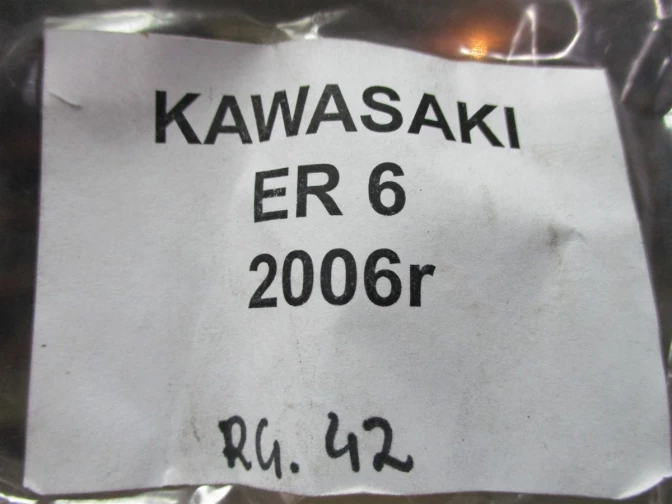 KAWASAKI
ER 6
2006r
RG. 42